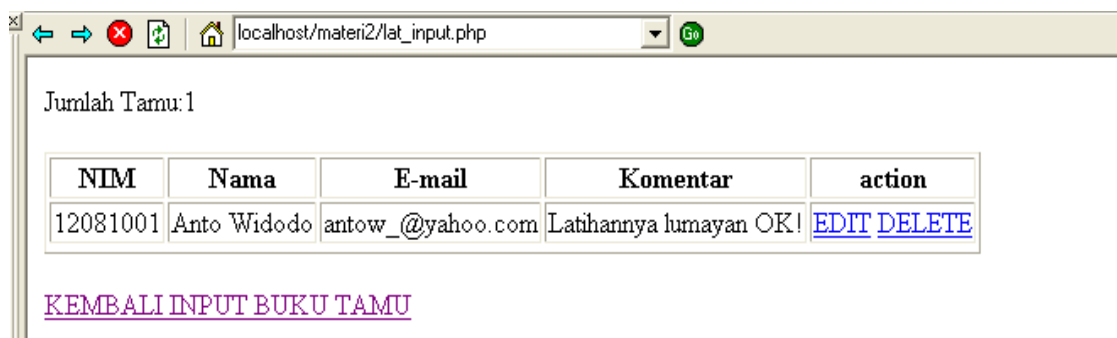 localhost/materi2/lat_input.php Go
Jumlah Tamu:1
NIM Nama E-mail Komentar action
12081001 Anto Widodo antow_@yahoo.com Latihannya lumayan OK! EDIT DELETE
KEMBALI INPUT BUKU TAMU